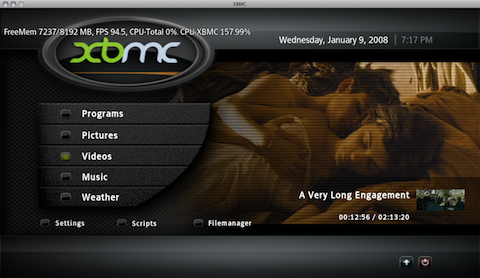 XBMC
FreeMem 7237/8192 MB, FPS 94.5, CPU-Total 0%. CPU-XBMC 157.99%
xbmc
Wednesday, January 9, 2008 | 7:17 PM
Programs
Pictures
Videos
Music
Weather
A Very Long Engagement
00:12:56 / 02:13:20
Settings
Scripts
Filemanager